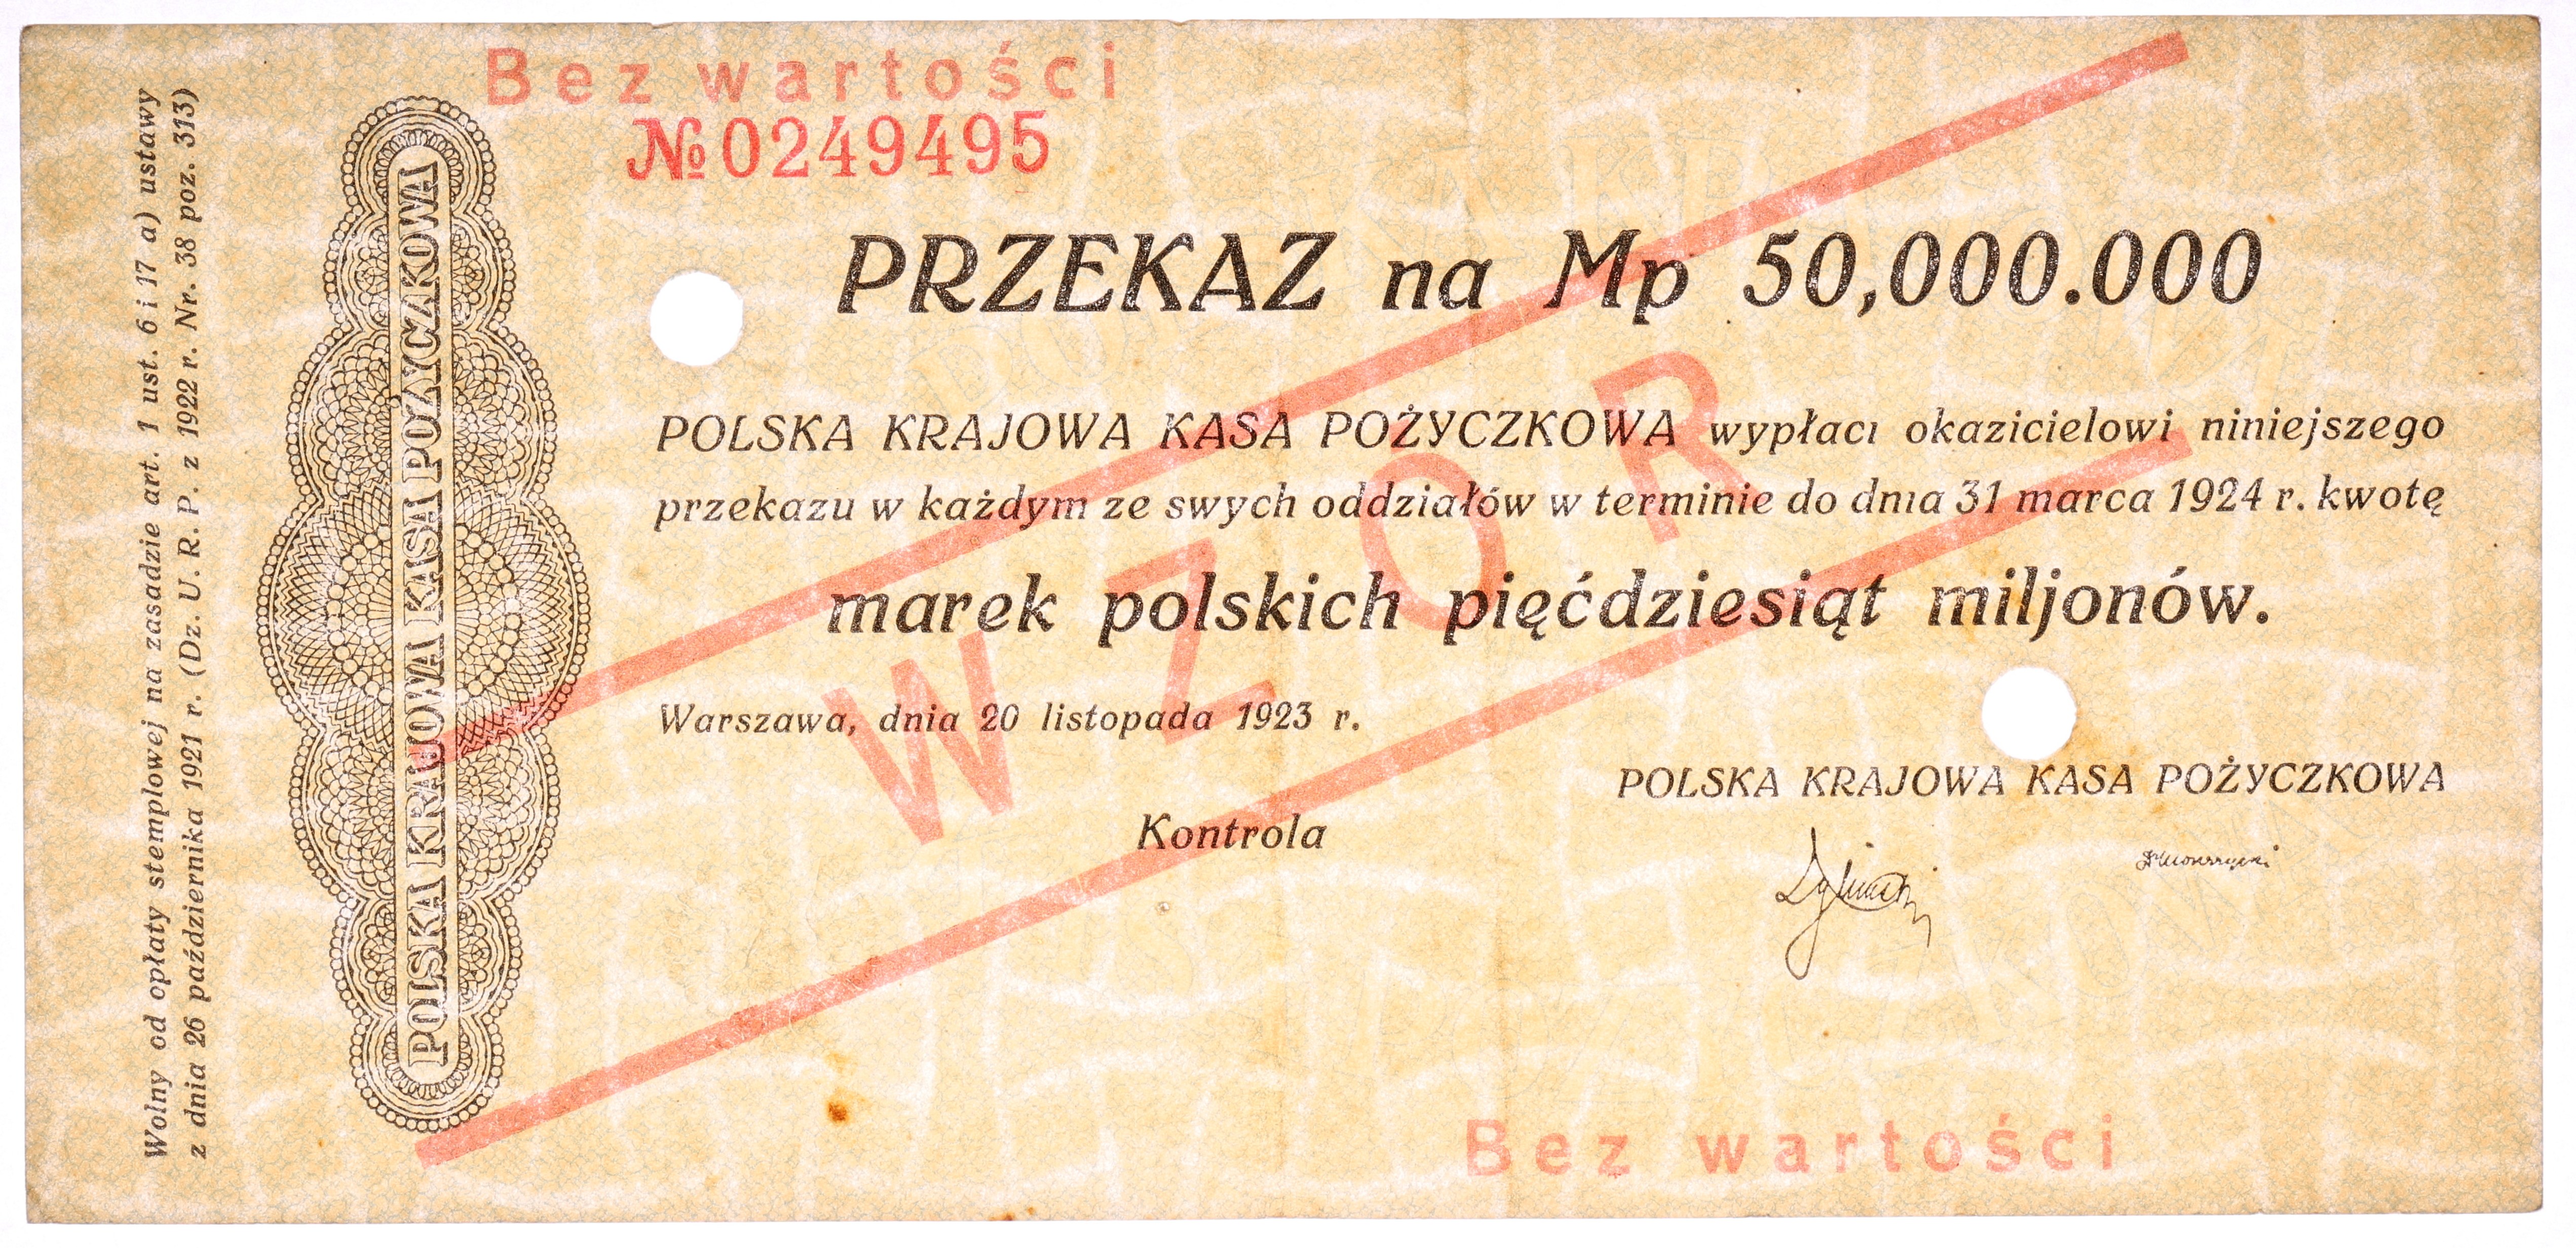 Bez wartości
№ 0249495
PRZEKAZ na Mp 50,000.000
POLSKA KRAJOWA KASA POŻYCZKOWA wypłaci okazicielowi niniejszego
przekazu w każdym ze swych oddziałów w terminie do dnia 31 marca 1924 r. kwotę
marek polskich pięćdziesiąt miljonów.
Warszawa, dnia 20 listopada 1923 r.
POLSKA KRAJOWA KASA POŻYCZKOWA
Kontrola
WZOR
Bez wartości
POLSKA KRAJOWA KASA POŻYCZKOWA
Wolny od opłaty stemplowej na zasadzie art. 1 ust. 6 i 17 a) ustawy
z dnia 26 października 1921 r. (Dz. U. R. P. z 1922 r. Nr. 38 poz. 313)